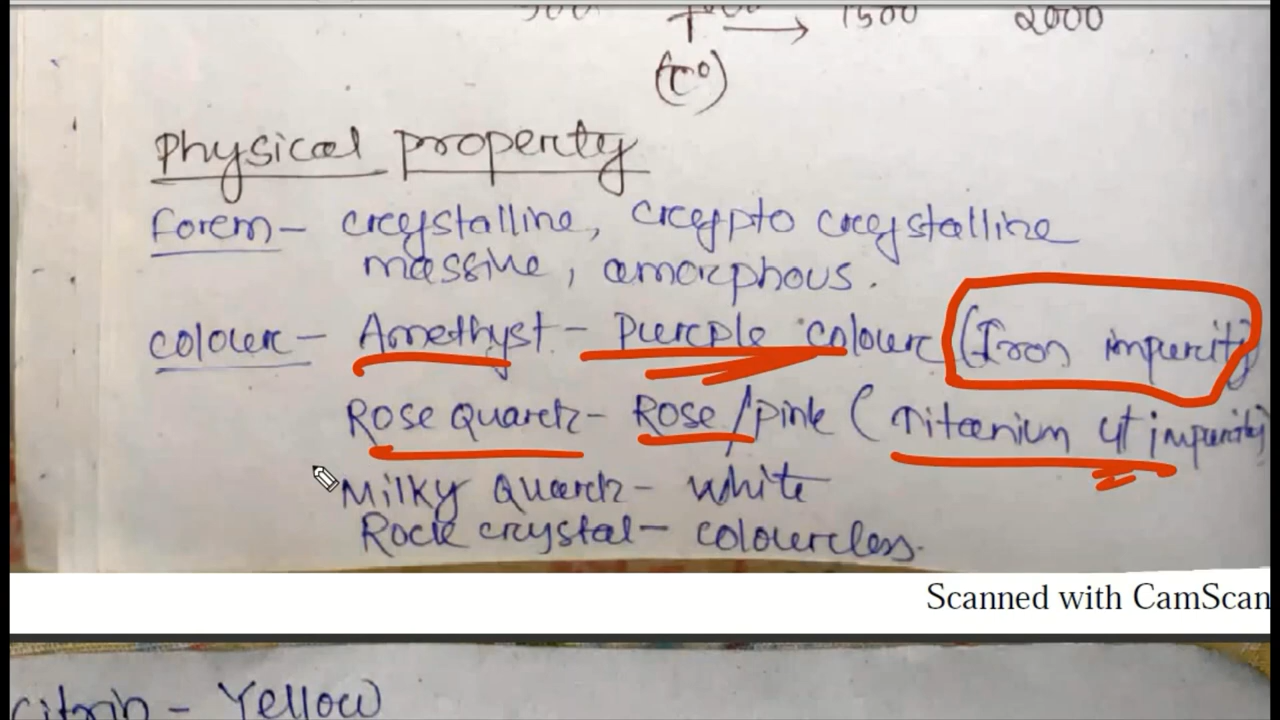 1500 2000
(T°)
Physical property
Form - crystalline, crypto crystalline
massive, amorphous.
colour - Amethyst - purple colour (Iron impurity)
Rose quartz - Rose/pink (Titanium 4+ impurity)
Milky quartz - white
Rock crystal - colourless.
Scanned with CamScan
citrin - Yellow